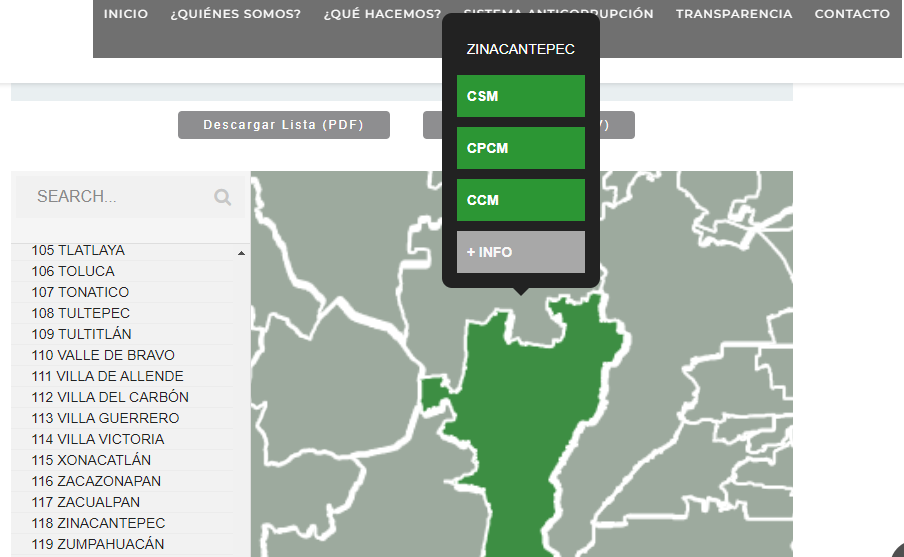 INICIO ¿QUIÉNES SOMOS? ¿QUÉ HACEMOS? SISTEMA ANTICORRUPCIÓN TRANSPARENCIA CONTACTO
ZINACANTEPEC
CSM
CPCM
CCM
+ INFO
Descargar Lista (PDF)
SEARCH...
105 TLATLAYA
106 TOLUCA
107 TONATICO
108 TULTEPEC
109 TULTITLÁN
110 VALLE DE BRAVO
111 VILLA DE ALLENDE
112 VILLA DEL CARBÓN
113 VILLA GUERRERO
114 VILLA VICTORIA
115 XONACATLÁN
116 ZACAZONAPAN
117 ZACUALPAN
118 ZINACANTEPEC
119 ZUMPAHUACÁN